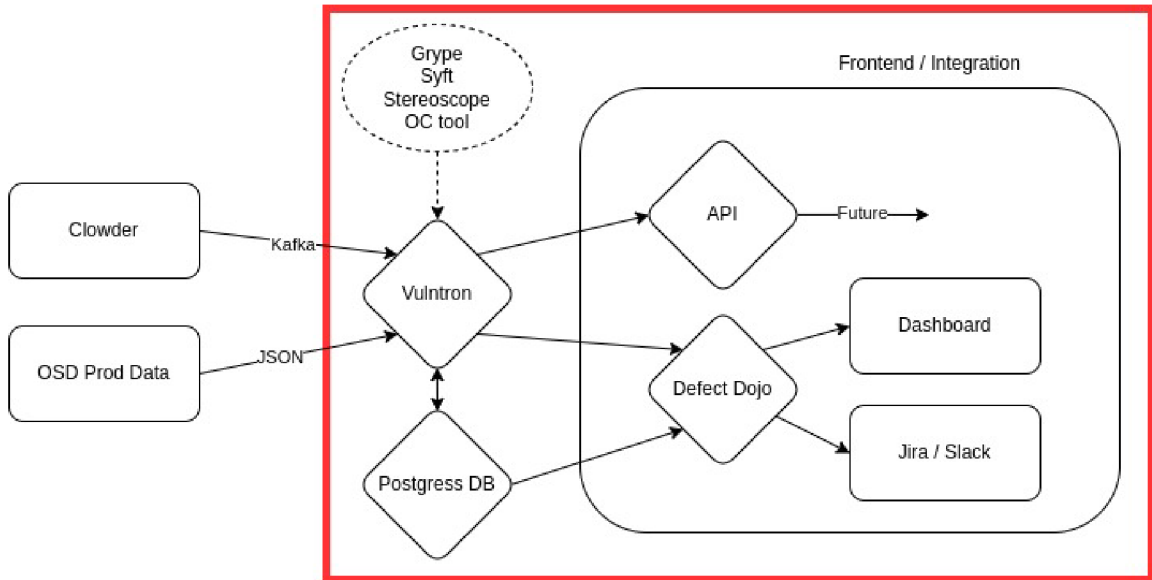 Grype
Syft
Stereoscope
OC tool
Frontend / Integration
Clowder
Kafka
API
Future
Vulntron
OSD Prod Data
JSON
Dashboard
Defect Dojo
Jira / Slack
Postgress DB